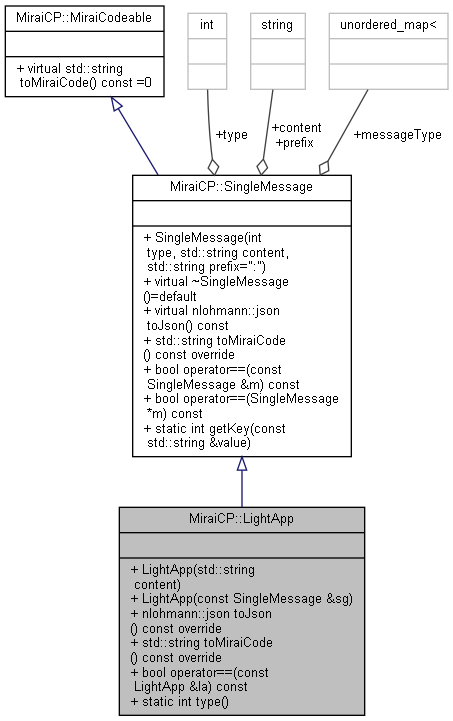 MiraiCP::MiraiCodeable
+ virtual std::string
toMiraiCode() const =0
int
string
unordered_map<
+type
+content
+prefix
+messageType
MiraiCP::SingleMessage
+ SingleMessage(int
type, std::string content,
std::string prefix=":")
+ virtual ~SingleMessage
()=default
+ virtual nlohmann::json
toJson() const
+ std::string toMiraiCode
() const override
+ bool operator==(const
SingleMessage &m) const
+ bool operator==(SingleMessage
*m) const
+ static int getKey(const
std::string &value)
MiraiCP::LightApp
+ LightApp(std::string
content)
+ LightApp(const SingleMessage &sg)
+ nlohmann::json toJson
() const override
+ std::string toMiraiCode
() const override
+ bool operator==(const
LightApp &la) const
+ static int type()